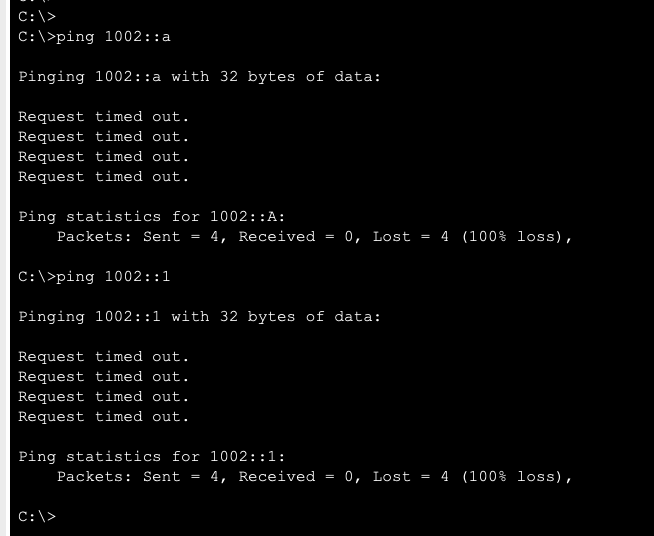 C:\>
C:\>ping 1002::a
Pinging 1002::a with 32 bytes of data:
Request timed out.
Request timed out.
Request timed out.
Request timed out.
Ping statistics for 1002::A:
Packets: Sent = 4, Received = 0, Lost = 4 (100% loss),
C:\>ping 1002::1
Pinging 1002::1 with 32 bytes of data:
Request timed out.
Request timed out.
Request timed out.
Request timed out.
Ping statistics for 1002::1:
Packets: Sent = 4, Received = 0, Lost = 4 (100% loss),
C:\>